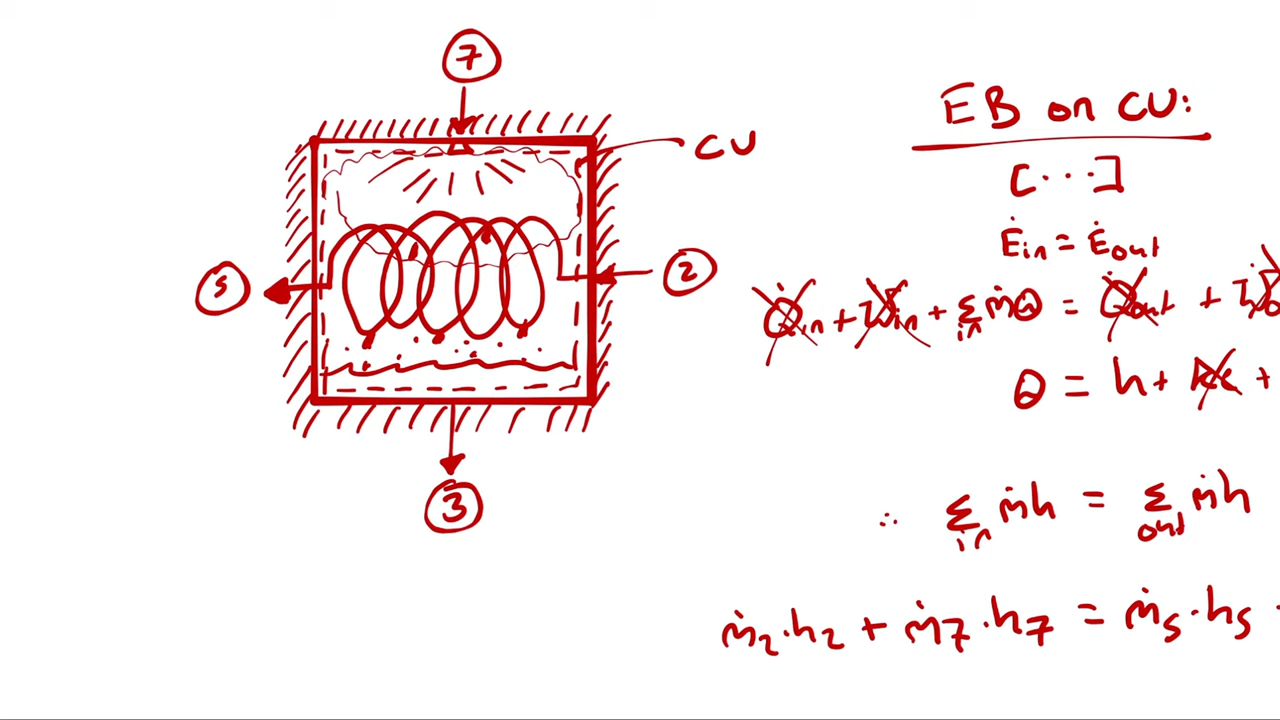 7
CV
5
2
3
EB on CV:
[...]
Ėin = Ėout
Q̇in + Ẇin + Σin ṁθ = Q̇out +
θ = h + ke +
∴ Σin ṁh = Σout ṁh
ṁ2·h2 + ṁ7·h7 = ṁ5·h5